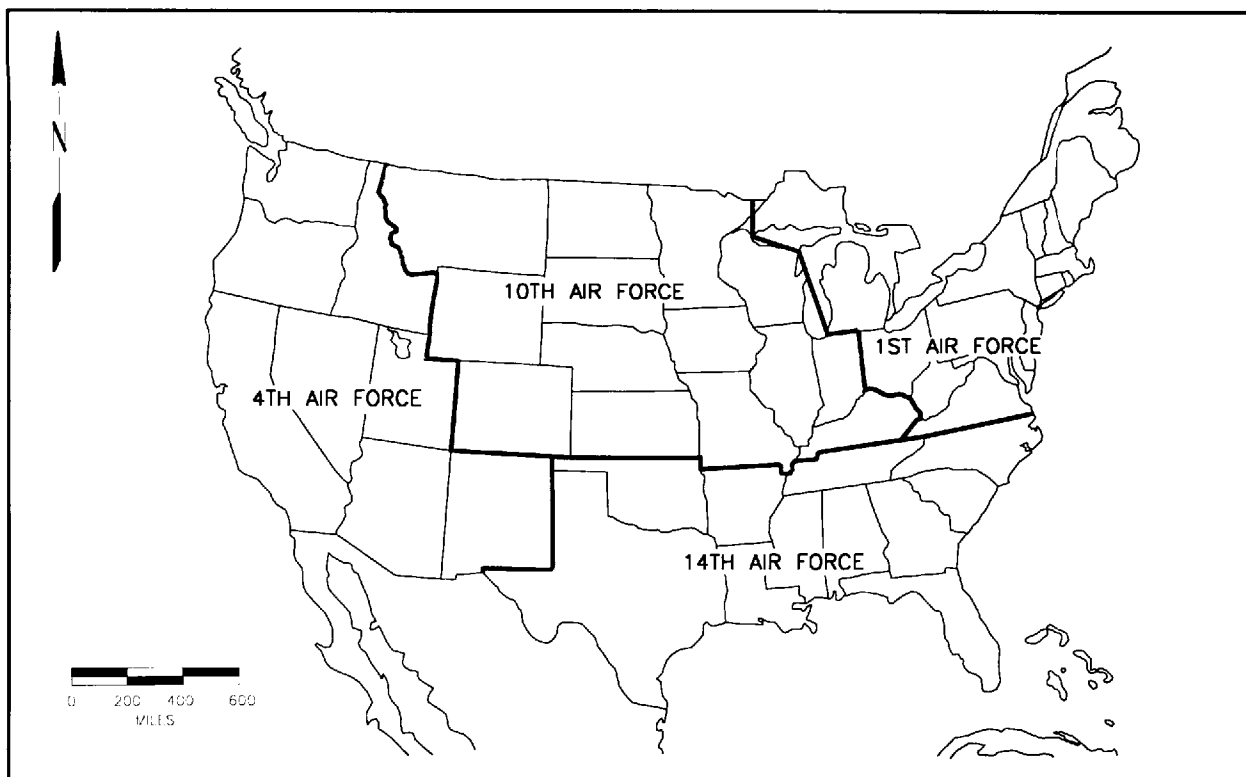 N
10TH AIR FORCE
1ST AIR FORCE
4TH AIR FORCE
14TH AIR FORCE
0 200 400 600
MILES